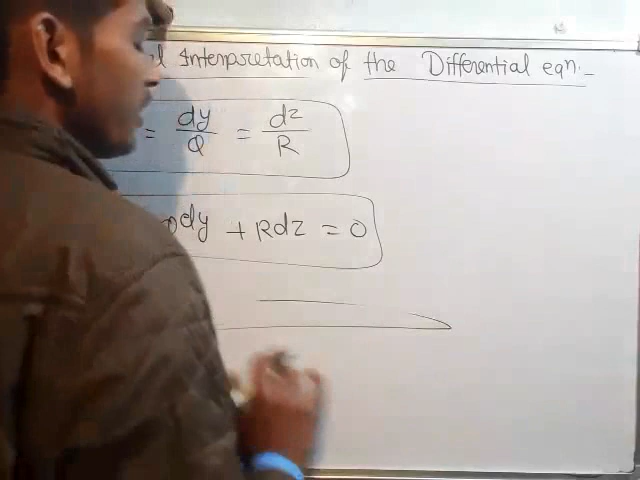 Interpretation of the Differential eqn.
= dy/Q = dz/R
dy + Rdz = 0